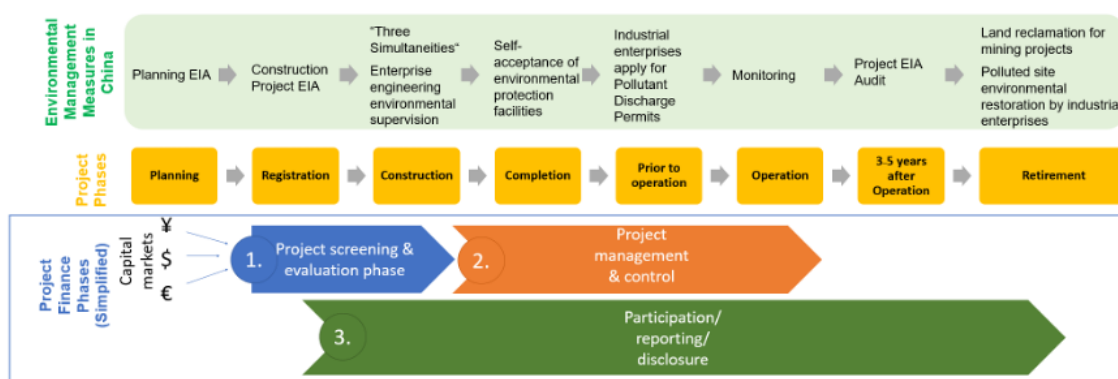 Environmental
Management
Measures in
China
Planning EIA
Construction
Project EIA
"Three
Simultaneities"
Enterprise
engineering
environmental
supervision
Self-
acceptance of
environmental
protection
facilities
Industrial
enterprises
apply for
Pollutant
Discharge
Permits
Monitoring
Project EIA
Audit
Land reclamation for
mining projects
Polluted site
environmental
restoration by industrial
enterprises
Project
Phases
Planning
Registration
Construction
Completion
Prior to
operation
Operation
3-5 years
after
Operation
Retirement
Project
Finance
Phases
(Simplified)
Capital
markets
¥
$
€
1.
Project screening &
evaluation phase
2.
Project
management
& control
3.
Participation/
reporting/
disclosure